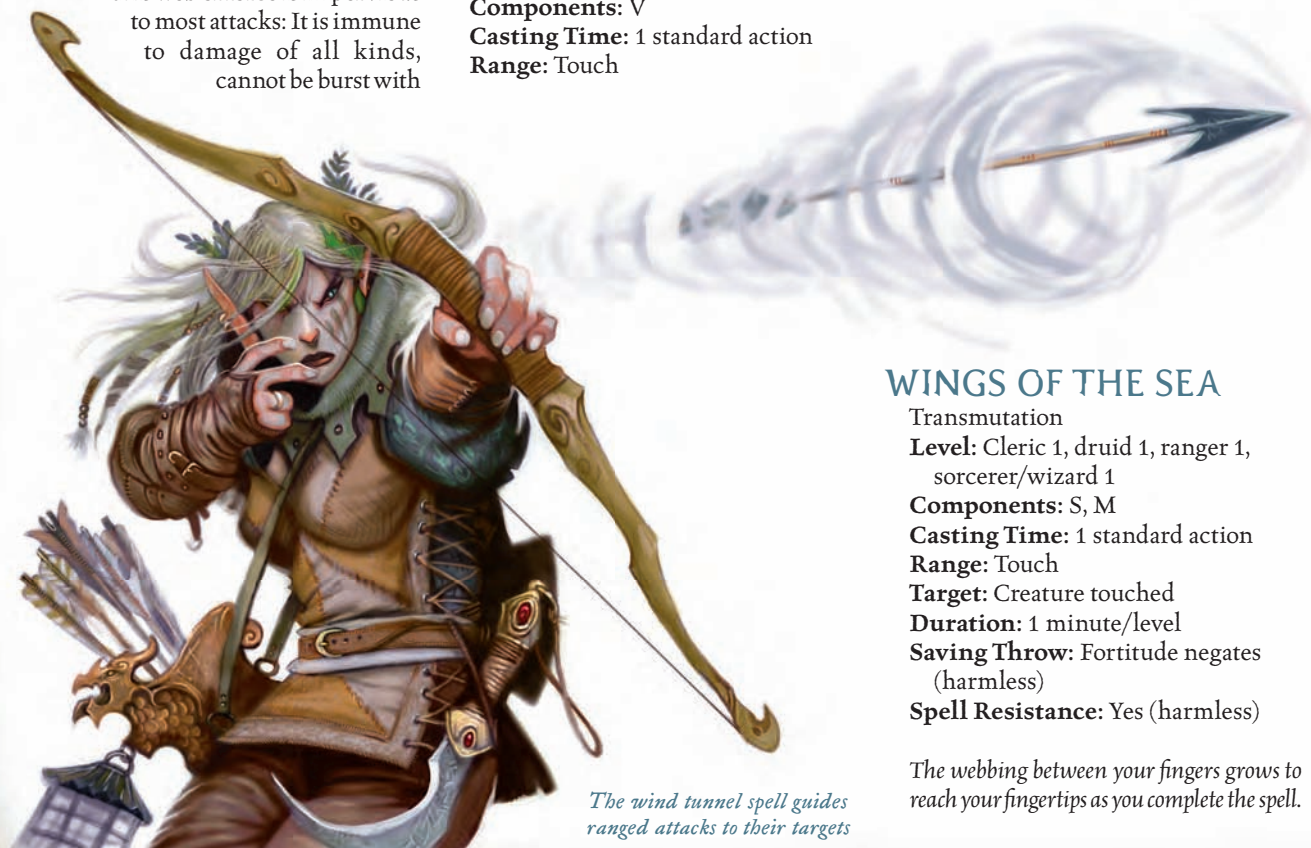 to most attacks: It is immune
to damage of all kinds,
cannot be burst with
Components: V
Casting Time: 1 standard action
Range: Touch
WINGS OF THE SEA
Transmutation
Level: Cleric 1, druid 1, ranger 1,
sorcerer/wizard 1
Components: S, M
Casting Time: 1 standard action
Range: Touch
Target: Creature touched
Duration: 1 minute/level
Saving Throw: Fortitude negates
(harmless)
Spell Resistance: Yes (harmless)
The webbing between your fingers grows to
reach your fingertips as you complete the spell.
The wind tunnel spell guides
ranged attacks to their targets